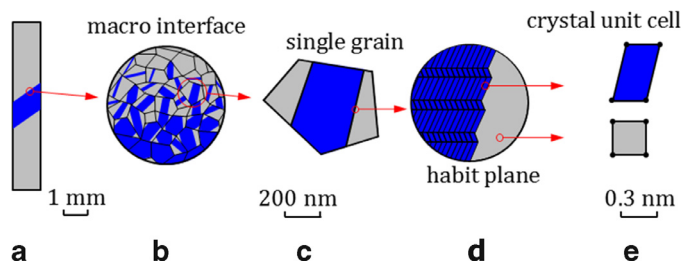 crystal unit cell
macro interface
single grain
habit plane
1 mm
200 nm
0.3 nm
a b c d e